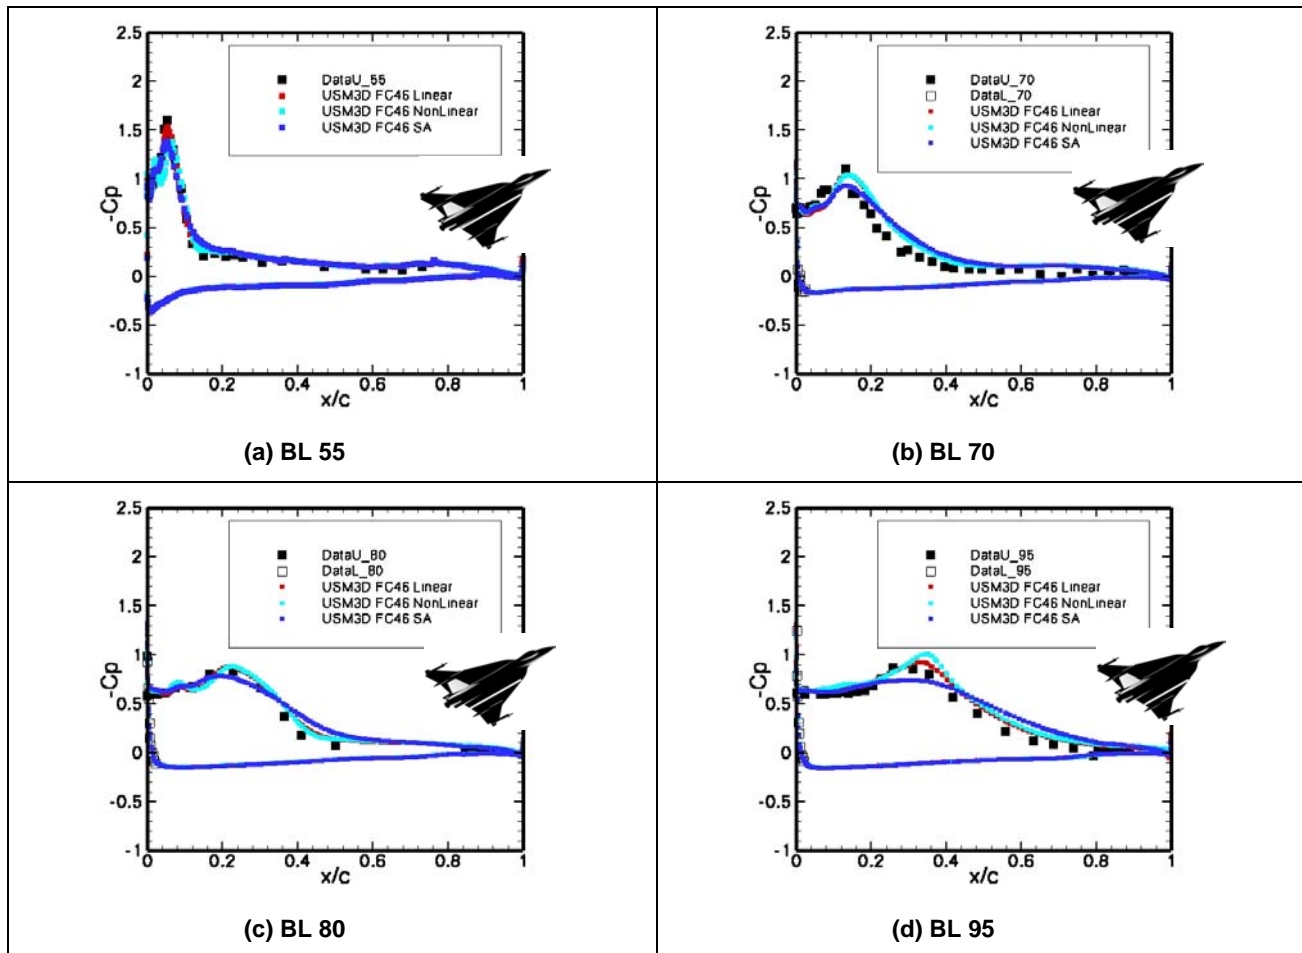 2.5
2
1.5
1
0.5
0
-0.5
-1
-Cp
DataU_55
USM3D FC46 Linear
USM3D FC46 NonLinear
USM3D FC46 SA
0 0.2 0.4 0.6 0.8 1
x/c
(a) BL 55
2.5
2
1.5
1
0.5
0
-0.5
-1
-Cp
DataU_70
DataL_70
USM3D FC46 Linear
USM3D FC46 NonLinear
USM3D FC46 SA
0 0.2 0.4 0.6 0.8 1
x/c
(b) BL 70
2.5
2
1.5
1
0.5
0
-0.5
-1
-Cp
DataU_80
DataL_80
USM3D FC46 Linear
USM3D FC46 NonLinear
USM3D FC46 SA
0 0.2 0.4 0.6 0.8 1
x/c
(c) BL 80
2.5
2
1.5
1
0.5
0
-0.5
-1
-Cp
DataU_95
DataL_95
USM3D FC46 Linear
USM3D FC46 NonLinear
USM3D FC46 SA
0 0.2 0.4 0.6 0.8 1
x/c
(d) BL 95